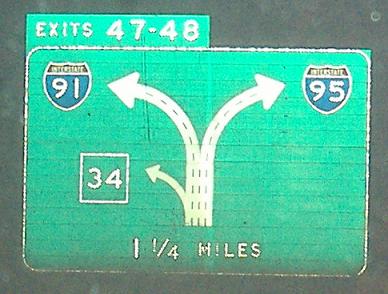 EXITS 47-48
INTERSTATE 91
INTERSTATE 95
34
1 1/4 MILES